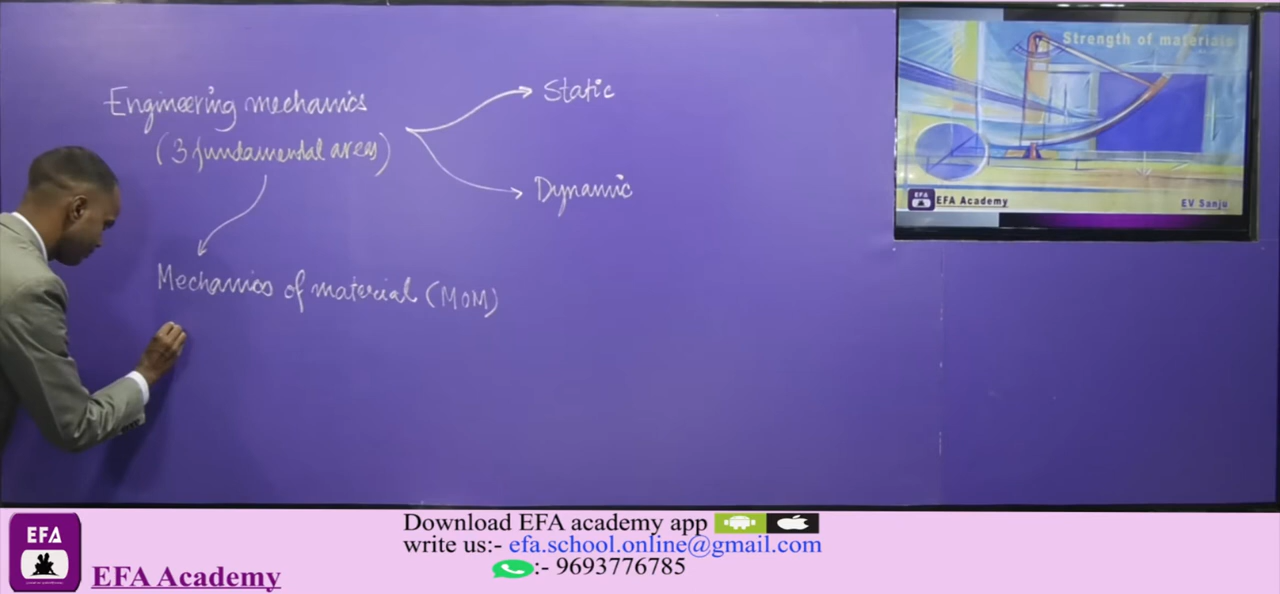 Engineering mechanics
(3 fundamental areas)
Static
Dynamic
Mechanics of material (MOM)
Strength of materials
EFA
EFA Academy
EV Sanju
EFA
EFA Academy
Download EFA academy app
write us:- efa.school.online@gmail.com
:- 9693776785